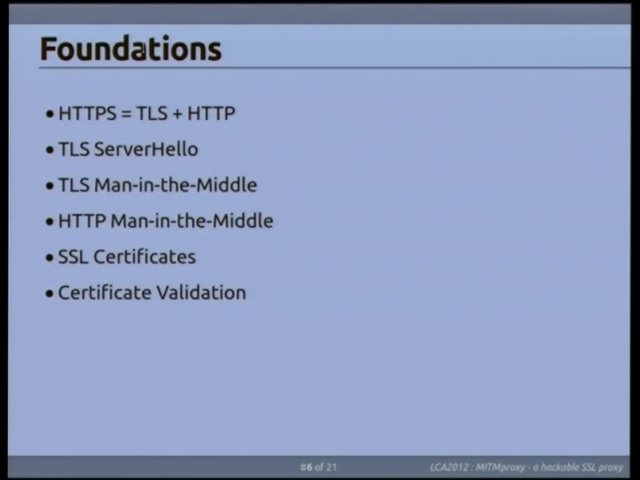 Foundations
HTTPS = TLS + HTTP
TLS ServerHello
TLS Man-in-the-Middle
HTTP Man-in-the-Middle
SSL Certificates
Certificate Validation
#6 of 21
LCA2012 : MITMproxy - a hackable SSL proxy